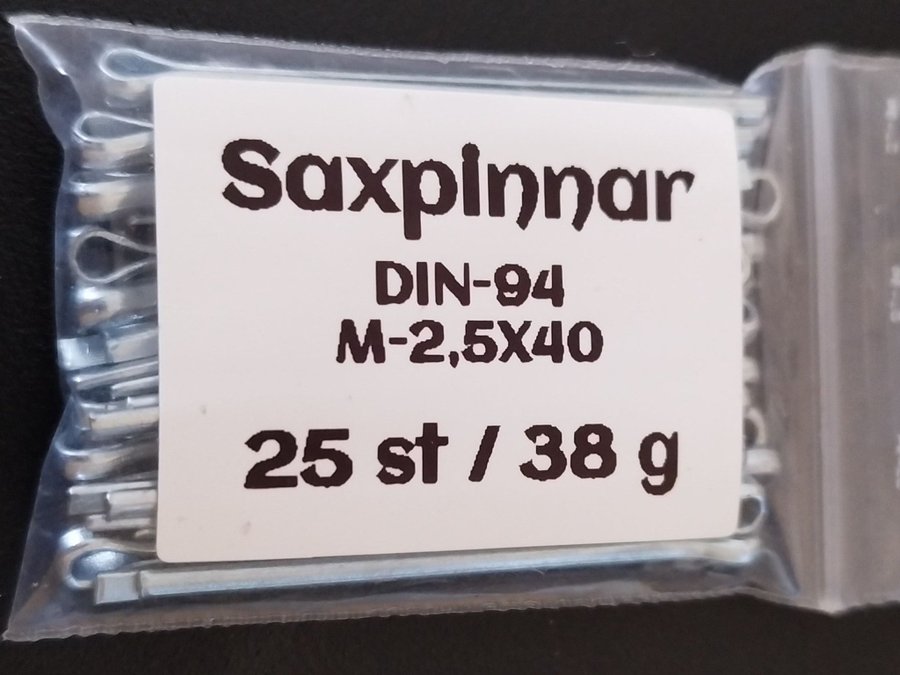 Saxpinnar
DIN-94
M-2,5X40
25 st / 38 g